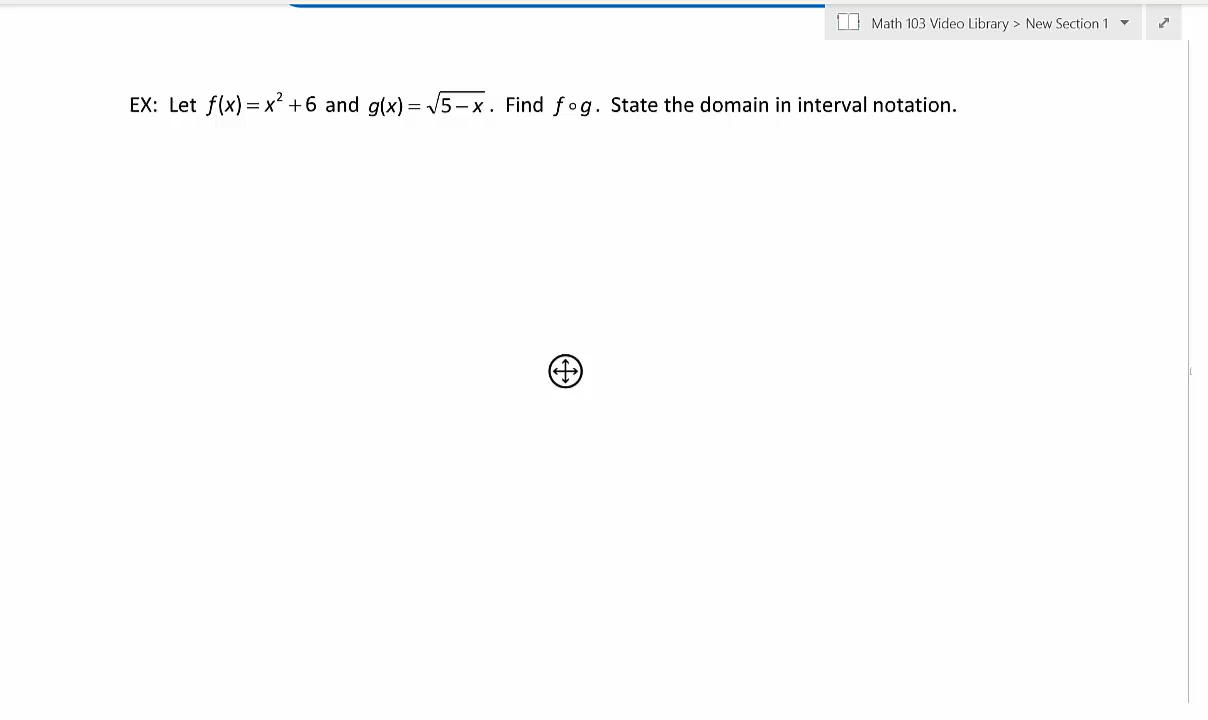 Math 103 Video Library > New Section 1
EX: Let f(x) = x² + 6 and g(x) = √(5 − x). Find f∘g. State the domain in interval notation.